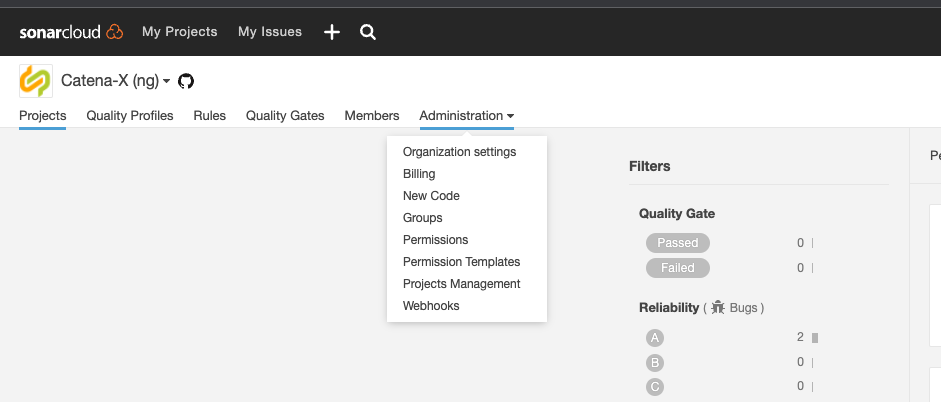 sonarcloud My Projects My Issues
Catena-X (ng)
Projects Quality Profiles Rules Quality Gates Members Administration
Organization settings
Billing
New Code
Groups
Permissions
Permission Templates
Projects Management
Webhooks
Filters
Quality Gate
Passed 0
Failed 0
Reliability ( Bugs )
A 2
B 0
C 0